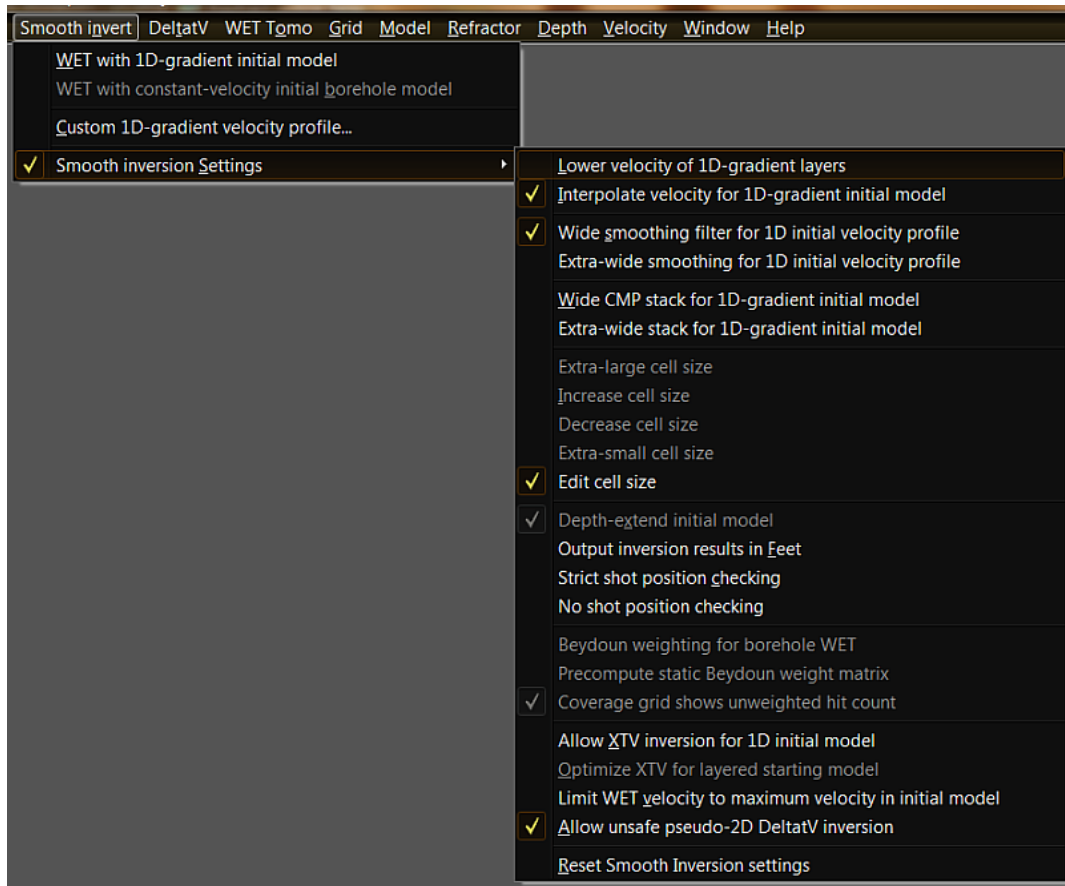 Smooth invert DeltatV WET Tomo Grid Model Refractor Depth Velocity Window Help
WET with 1D-gradient initial model
WET with constant-velocity initial borehole model
Custom 1D-gradient velocity profile...
Smooth inversion Settings
Lower velocity of 1D-gradient layers
Interpolate velocity for 1D-gradient initial model
Wide smoothing filter for 1D initial velocity profile
Extra-wide smoothing for 1D initial velocity profile
Wide CMP stack for 1D-gradient initial model
Extra-wide stack for 1D-gradient initial model
Extra-large cell size
Increase cell size
Decrease cell size
Extra-small cell size
Edit cell size
Depth-extend initial model
Output inversion results in Feet
Strict shot position checking
No shot position checking
Beydoun weighting for borehole WET
Precompute static Beydoun weight matrix
Coverage grid shows unweighted hit count
Allow XTV inversion for 1D initial model
Optimize XTV for layered starting model
Limit WET velocity to maximum velocity in initial model
Allow unsafe pseudo-2D DeltatV inversion
Reset Smooth Inversion settings